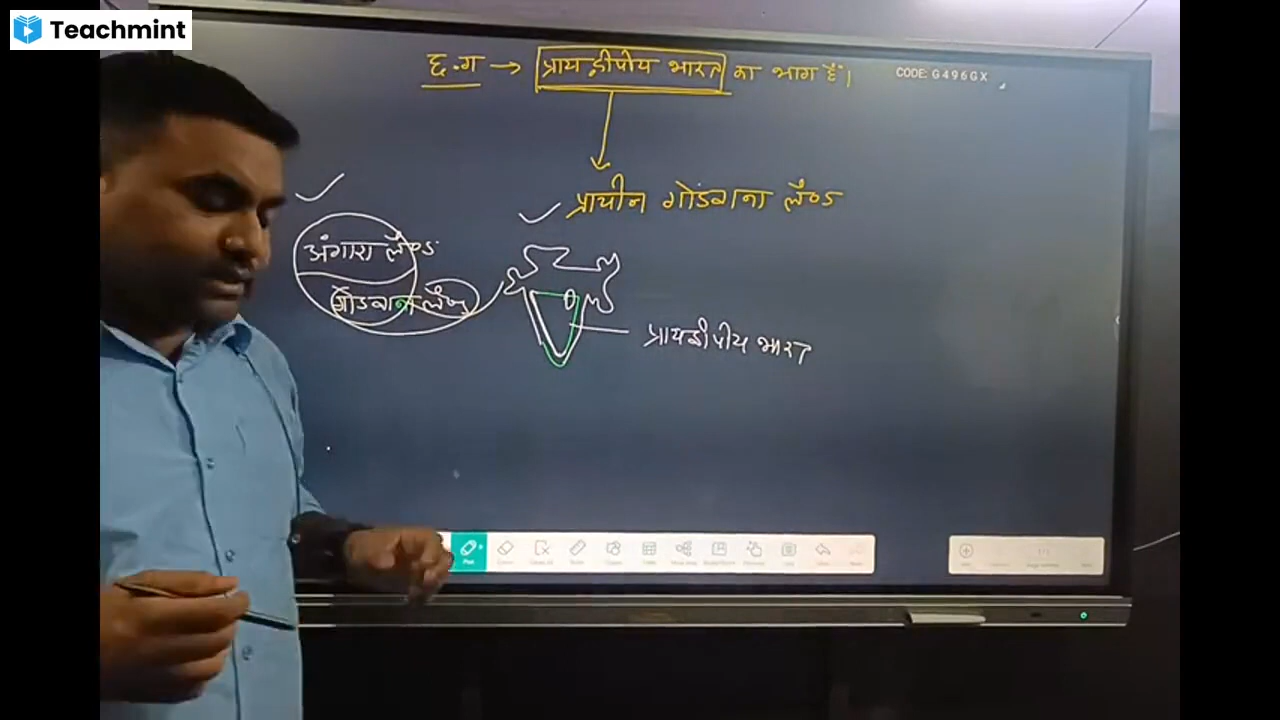 Teachmint
छ.ग → प्रायद्वीपीय भारत का भाग हैं।
CODE: G496GX
प्राचीन गोंडवाना लैण्ड
अंगारा लैण्ड
गोंडवाना लैण्ड
प्रायद्वीपीय भारत